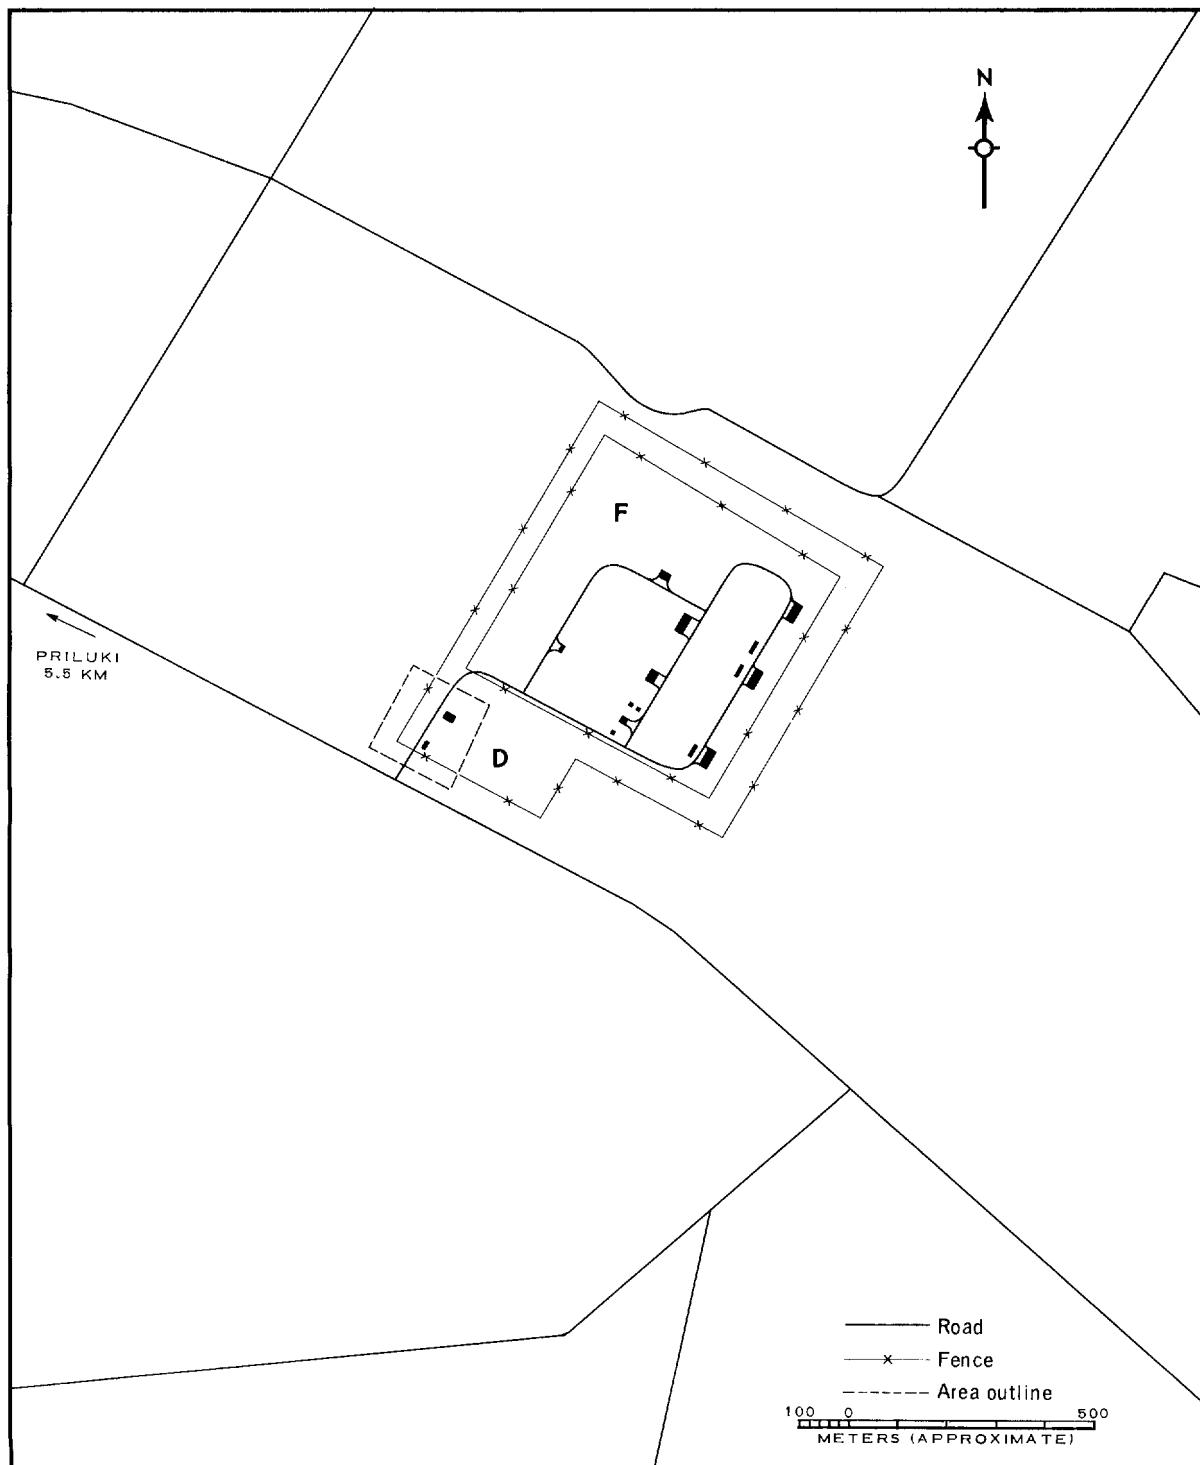 N
F
PRILUKI
5.5 KM
D
Road
Fence
Area outline
100 0 500
METERS (APPROXIMATE)